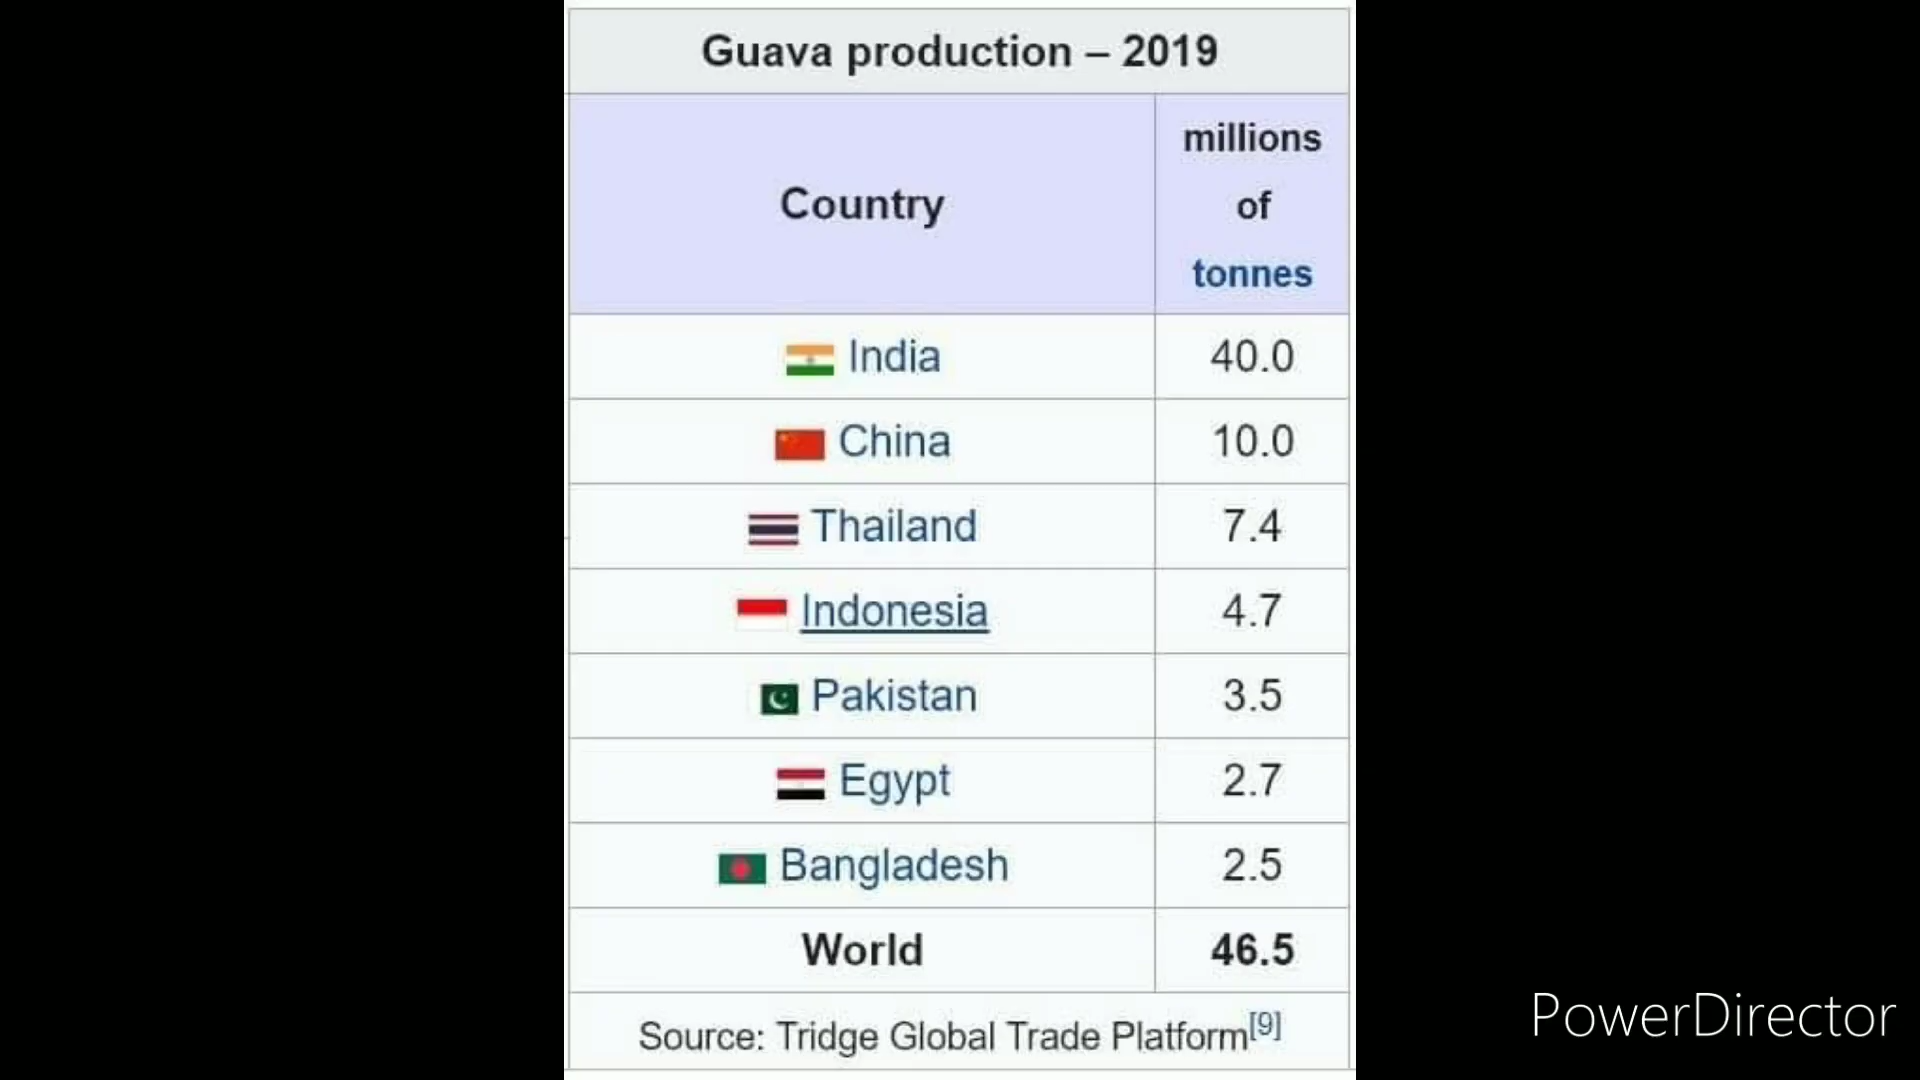 Guava production – 2019
Country
millions
of
tonnes
India 40.0
China 10.0
Thailand 7.4
Indonesia 4.7
Pakistan 3.5
Egypt 2.7
Bangladesh 2.5
World 46.5
Source: Tridge Global Trade Platform[9]
PowerDirector